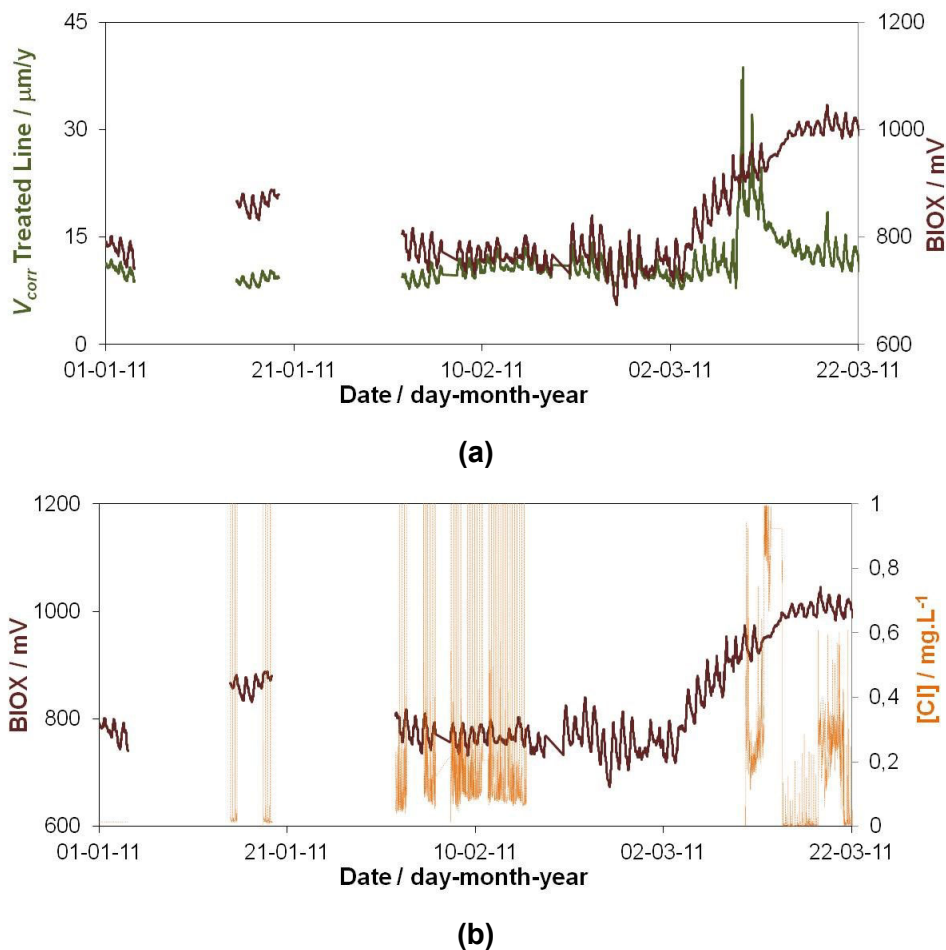 45
30
15
0
V_corr Treated Line / µm/y
1200
1000
800
600
BIOX / mV
01-01-11 21-01-11 10-02-11 02-03-11 22-03-11
Date / day-month-year
(a)
1200
1000
800
600
BIOX / mV
1
0,8
0,6
0,4
0,2
0
[Cl] / mg.L-1
01-01-11 21-01-11 10-02-11 02-03-11 22-03-11
Date / day-month-year
(b)